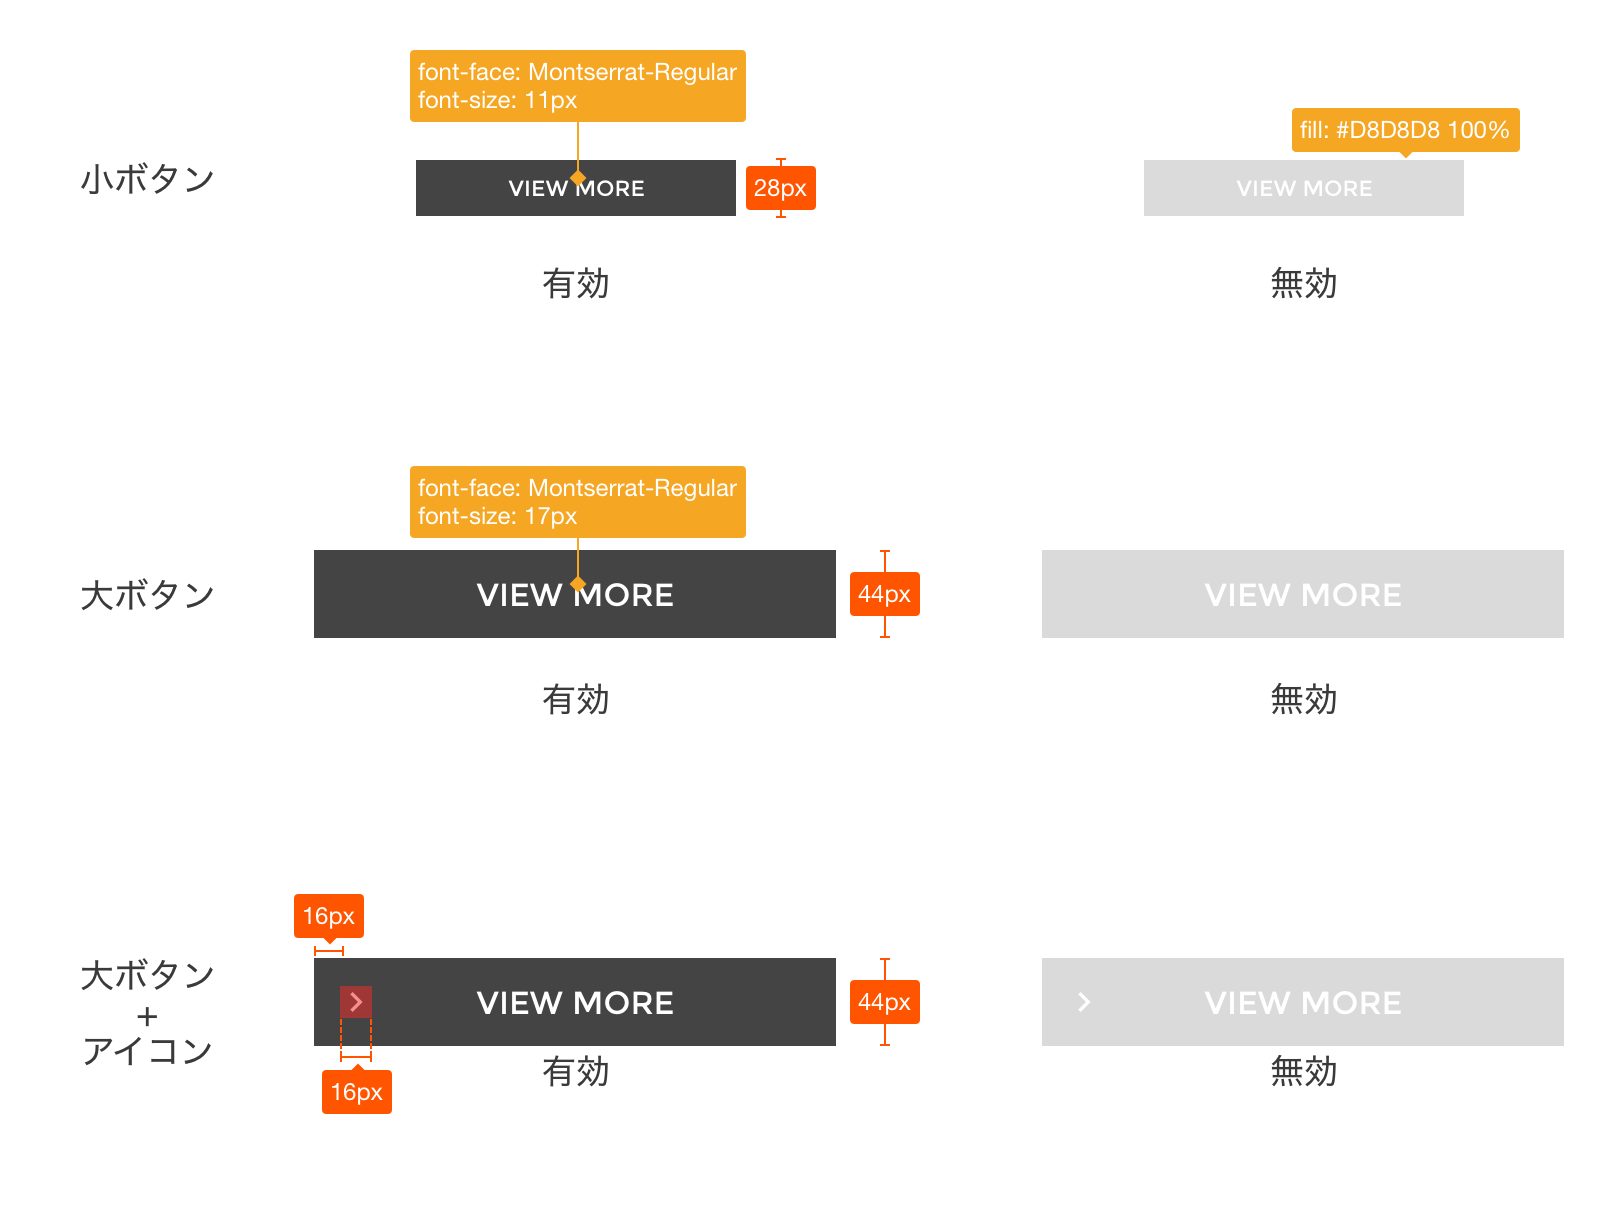 font-face: Montserrat-Regular
font-size: 11px
fill: #D8D8D8 100%
小ボタン
VIEW MORE
28px
VIEW MORE
有効
無効
font-face: Montserrat-Regular
font-size: 17px
大ボタン
VIEW MORE
44px
VIEW MORE
有効
無効
16px
大ボタン
+
アイコン
VIEW MORE
44px
VIEW MORE
有効
無効
16px